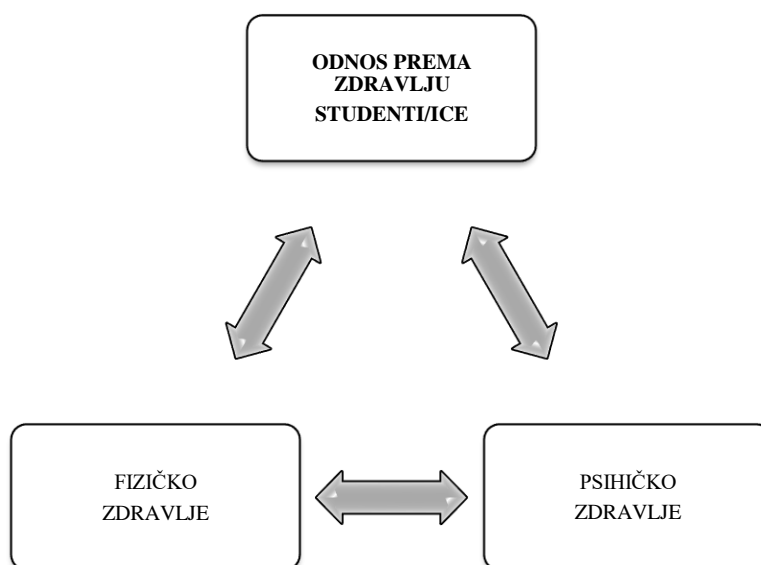 ODNOS PREMA
ZDRAVLJU
STUDENTI/ICE
FIZIČKO
ZDRAVLJE
PSIHIČKO
ZDRAVLJE